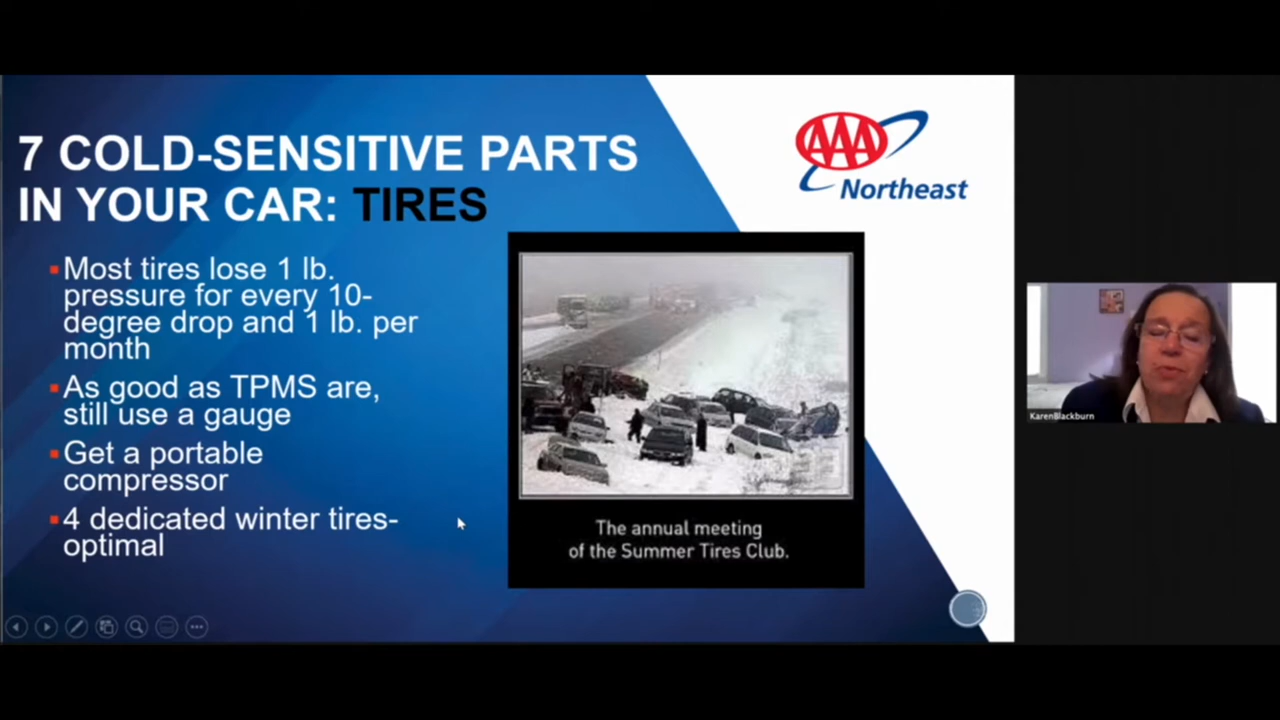 7 COLD-SENSITIVE PARTS
IN YOUR CAR: TIRES
AAA
Northeast
▪Most tires lose 1 lb.
pressure for every 10-
degree drop and 1 lb. per
month
▪As good as TPMS are,
still use a gauge
▪Get a portable
compressor
▪4 dedicated winter tires-
optimal
The annual meeting
of the Summer Tires Club.
KarenBlackburn